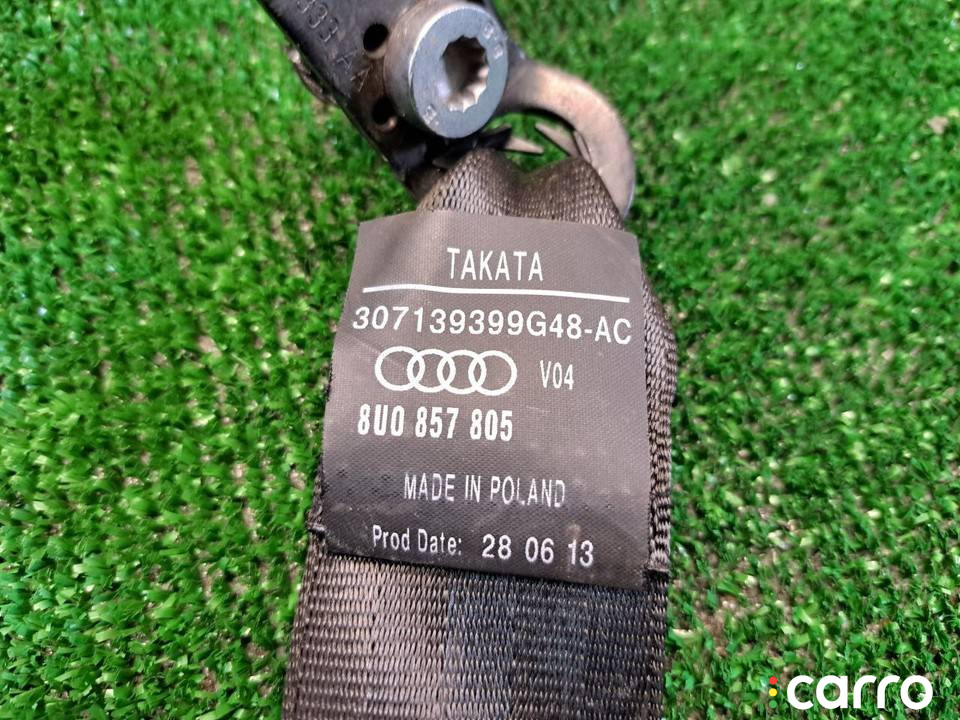 TAKATA
307139399G48-AC
V04
8U0 857 805
MADE IN POLAND
Prod Date: 28 06 13
carro